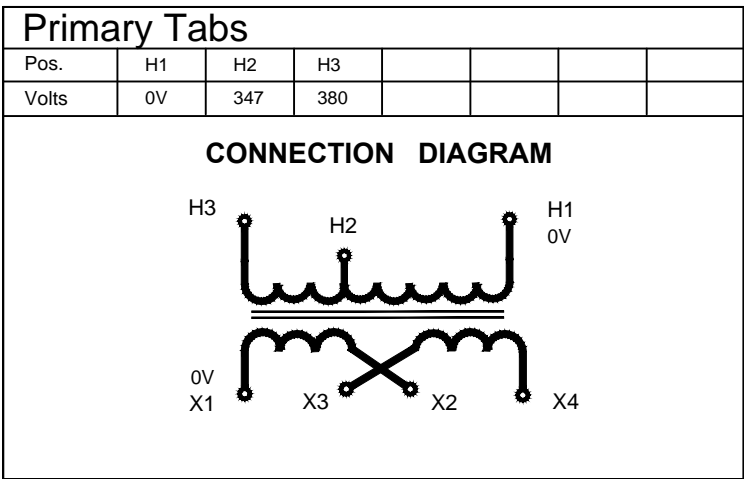 Primary Tabs
Pos. H1 H2 H3
Volts 0V 347 380
CONNECTION DIAGRAM
H3 H2 H1
0V
0V
X1 X3 X2 X4